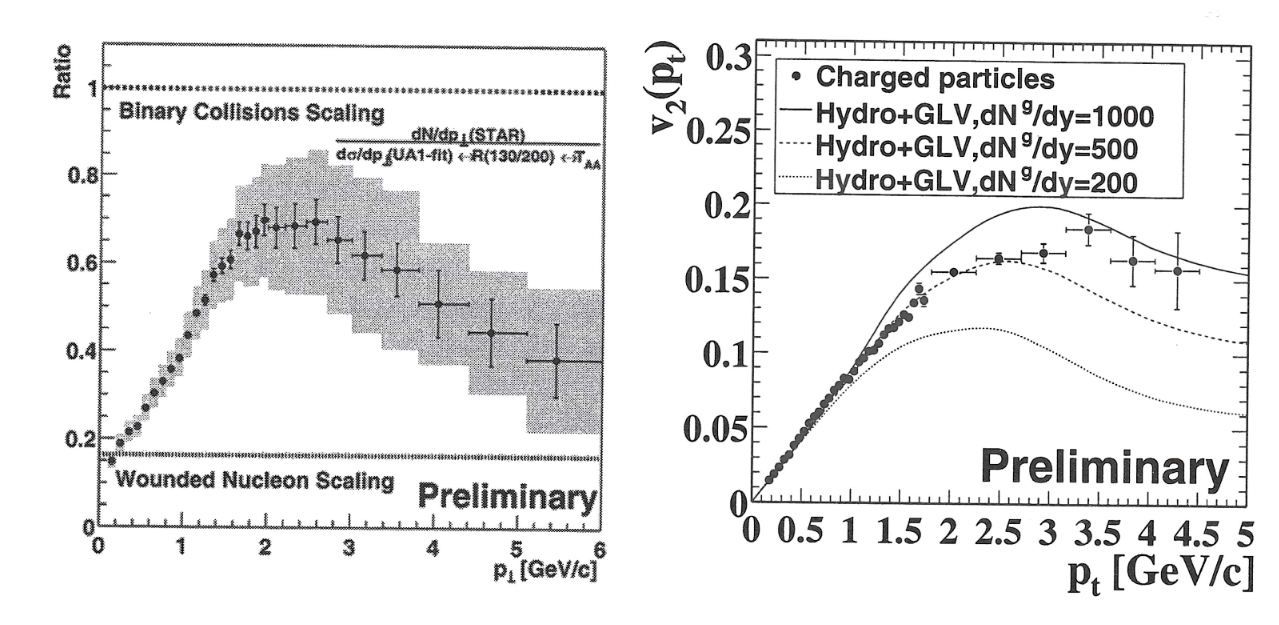 Ratio
1
0.8
0.6
0.4
0.2
0
Binary Collisions Scaling
dN/dp⊥(STAR)
dσ/dp⊥(UA1-fit) ←R(130/200) ←T_AA
Wounded Nucleon Scaling
Preliminary
0 1 2 3 4 5 6
p⊥ [GeV/c]
v₂(pₜ)
0.3
0.25
0.2
0.15
0.1
0.05
0
Charged particles
Hydro+GLV,dN^g/dy=1000
Hydro+GLV,dN^g/dy=500
Hydro+GLV,dN^g/dy=200
Preliminary
0 0.5 1 1.5 2 2.5 3 3.5 4 4.5 5
pₜ [GeV/c]